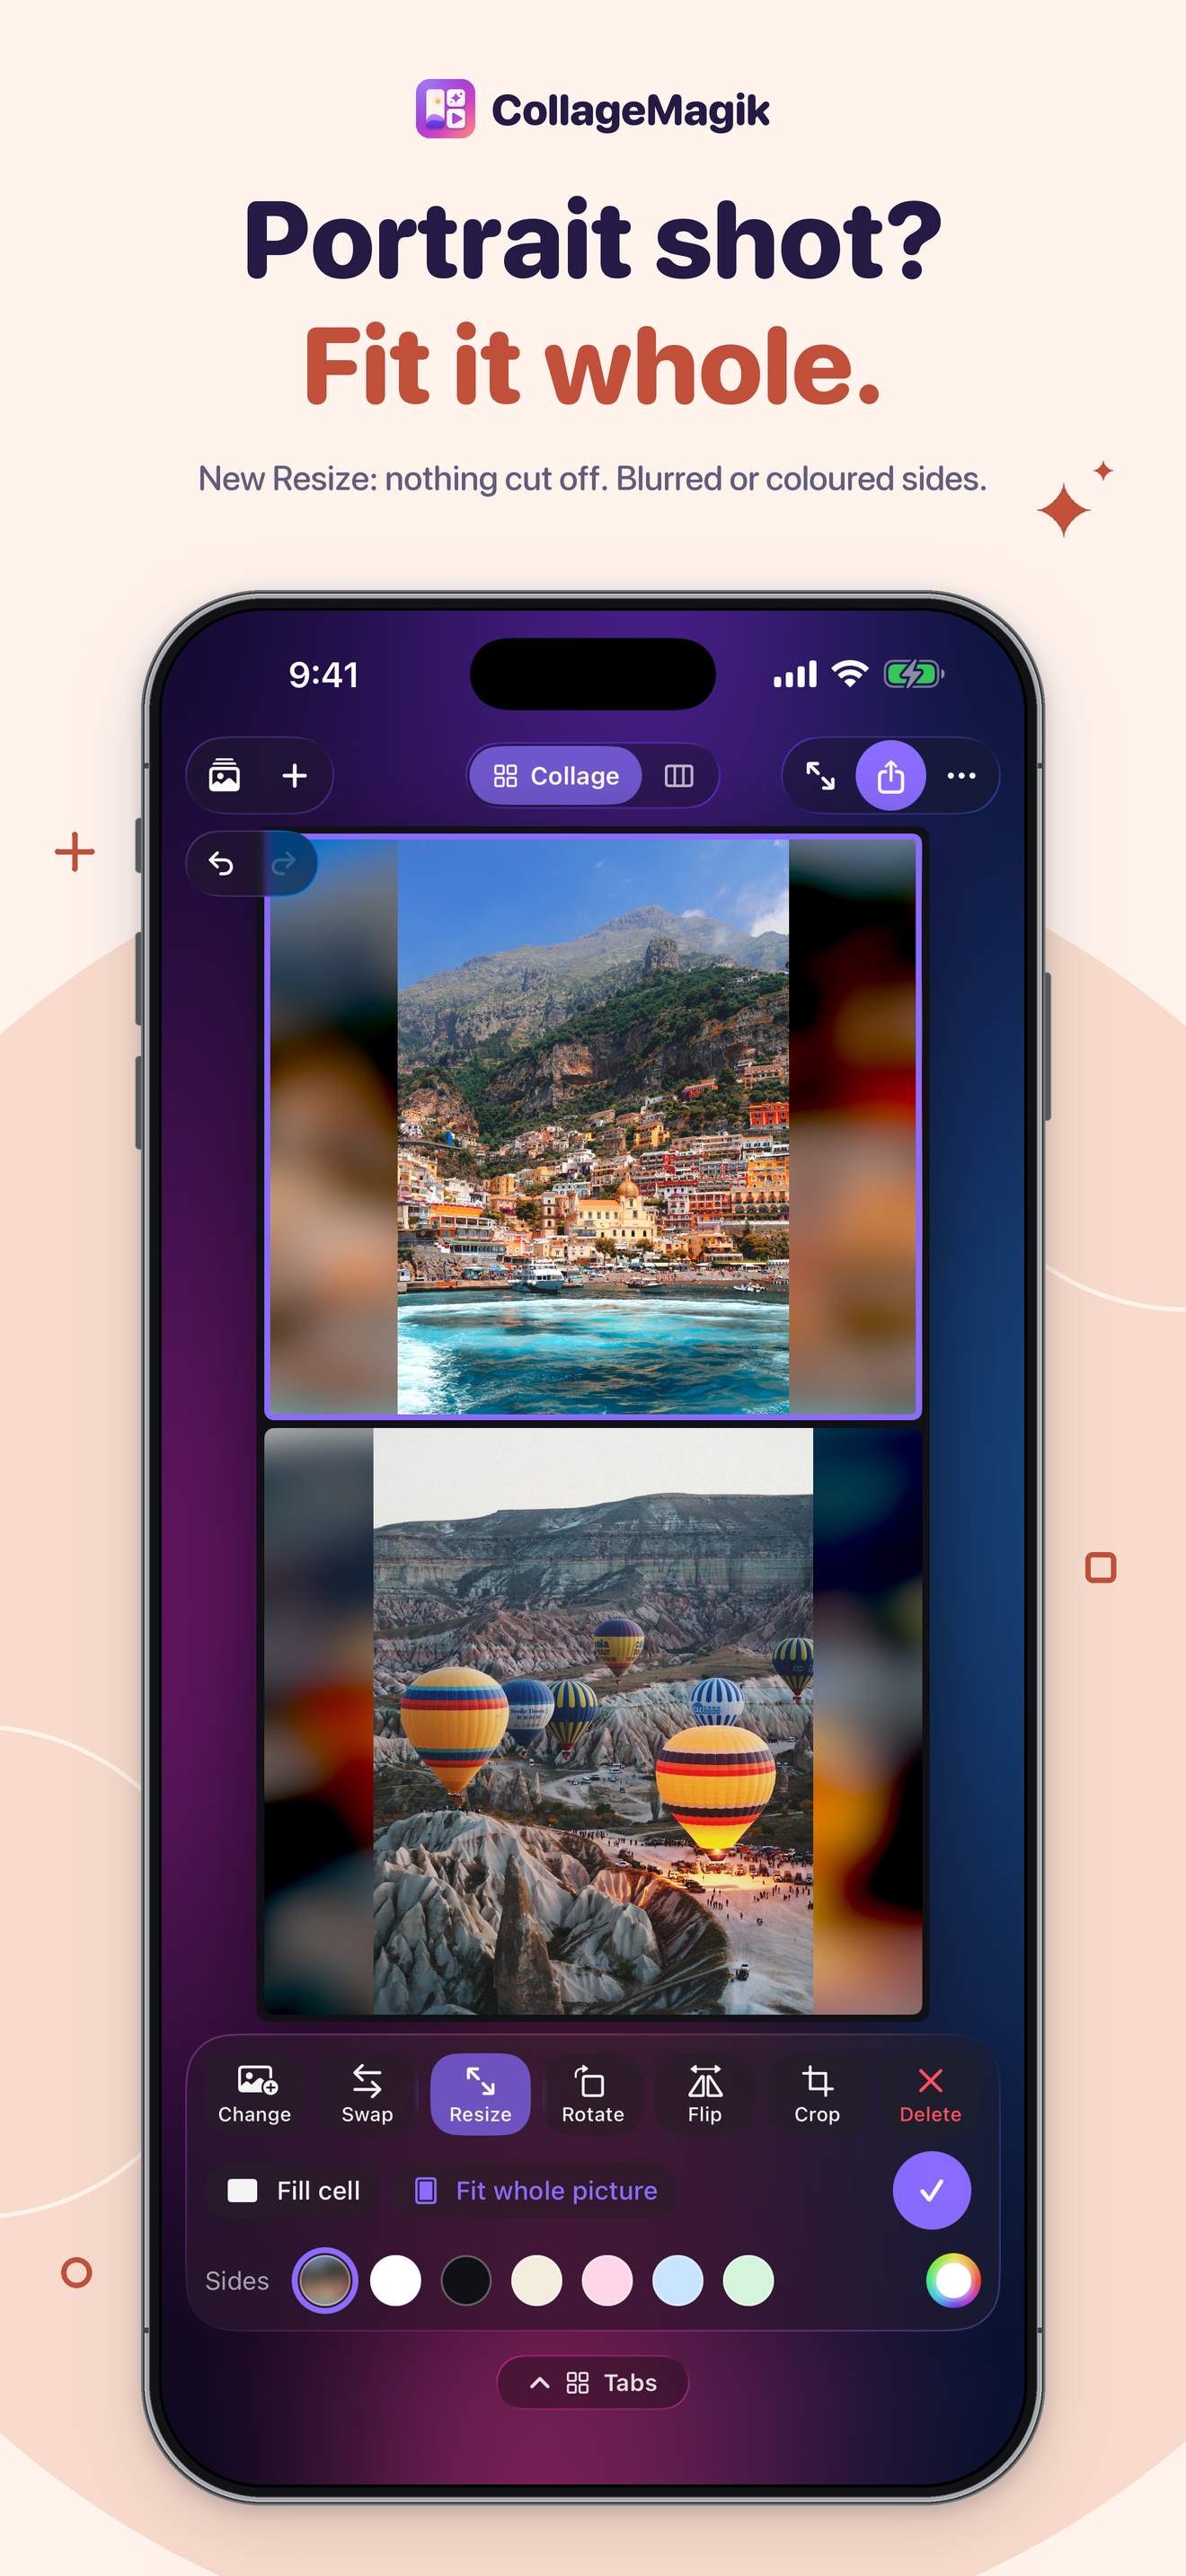 CollageMagik
Portrait shot?
Fit it whole.
New Resize: nothing cut off. Blurred or coloured sides.
9:41
Collage
Change
Swap
Resize
Rotate
Flip
Crop
Delete
Fill cell
Fit whole picture
Sides
Tabs